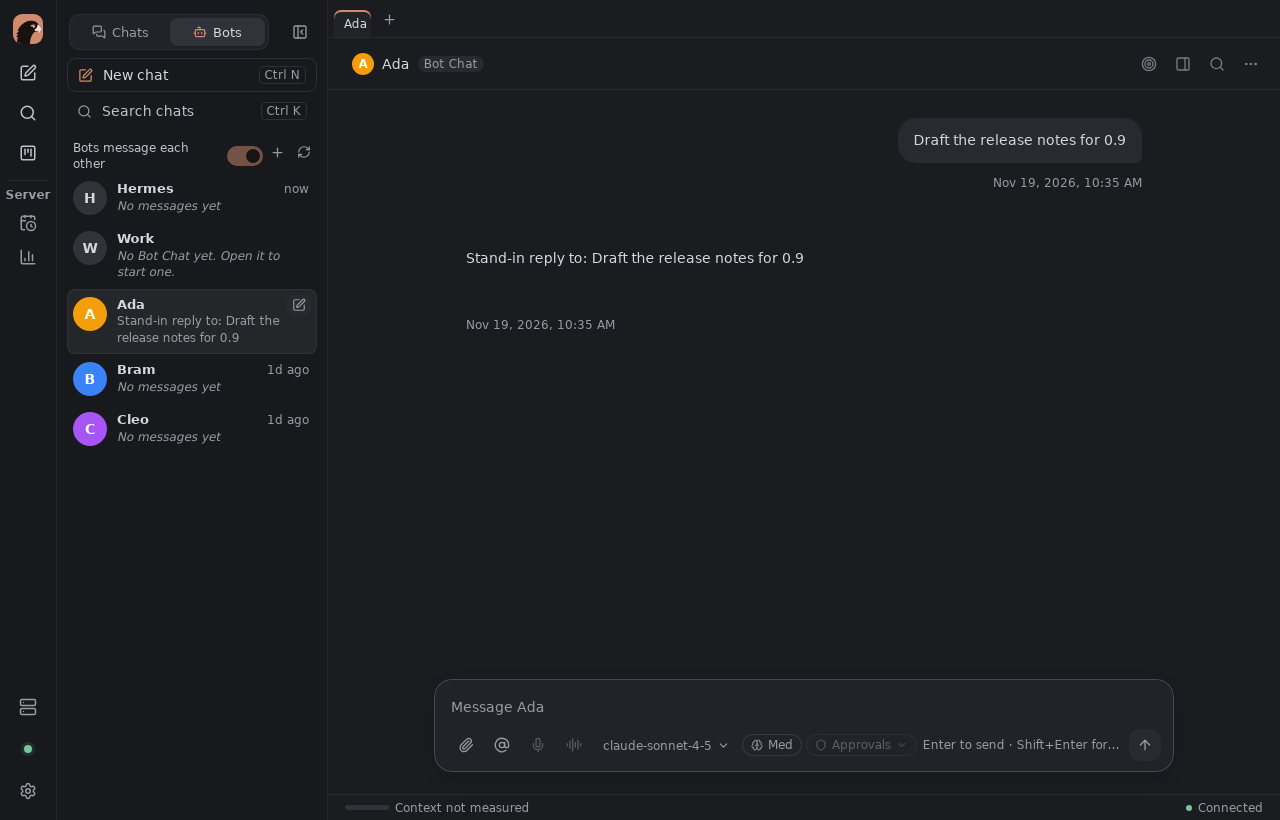 Chats
Bots
New chat
Ctrl N
Search chats
Ctrl K
Bots message each
other
Server
H
Hermes
now
No messages yet
W
Work
No Bot Chat yet. Open it to
start one.
A
Ada
Stand-in reply to: Draft the
release notes for 0.9
B
Bram
1d ago
No messages yet
C
Cleo
1d ago
No messages yet
Ada
A
Ada
Bot Chat
Draft the release notes for 0.9
Nov 19, 2026, 10:35 AM
Stand-in reply to: Draft the release notes for 0.9
Nov 19, 2026, 10:35 AM
Message Ada
claude-sonnet-4-5
Med
Approvals
Enter to send · Shift+Enter for…
Context not measured
Connected